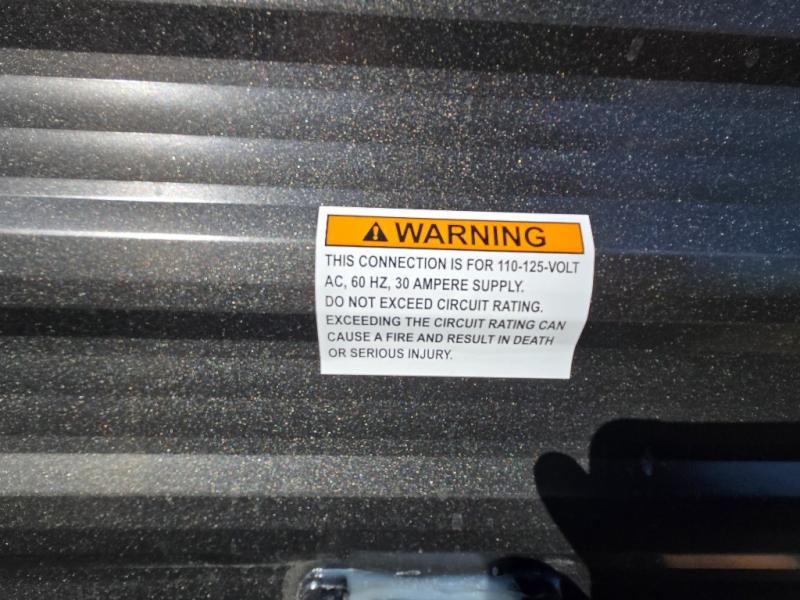 WARNING
THIS CONNECTION IS FOR 110-125-VOLT
AC, 60 HZ, 30 AMPERE SUPPLY.
DO NOT EXCEED CIRCUIT RATING.
EXCEEDING THE CIRCUIT RATING CAN
CAUSE A FIRE AND RESULT IN DEATH
OR SERIOUS INJURY.